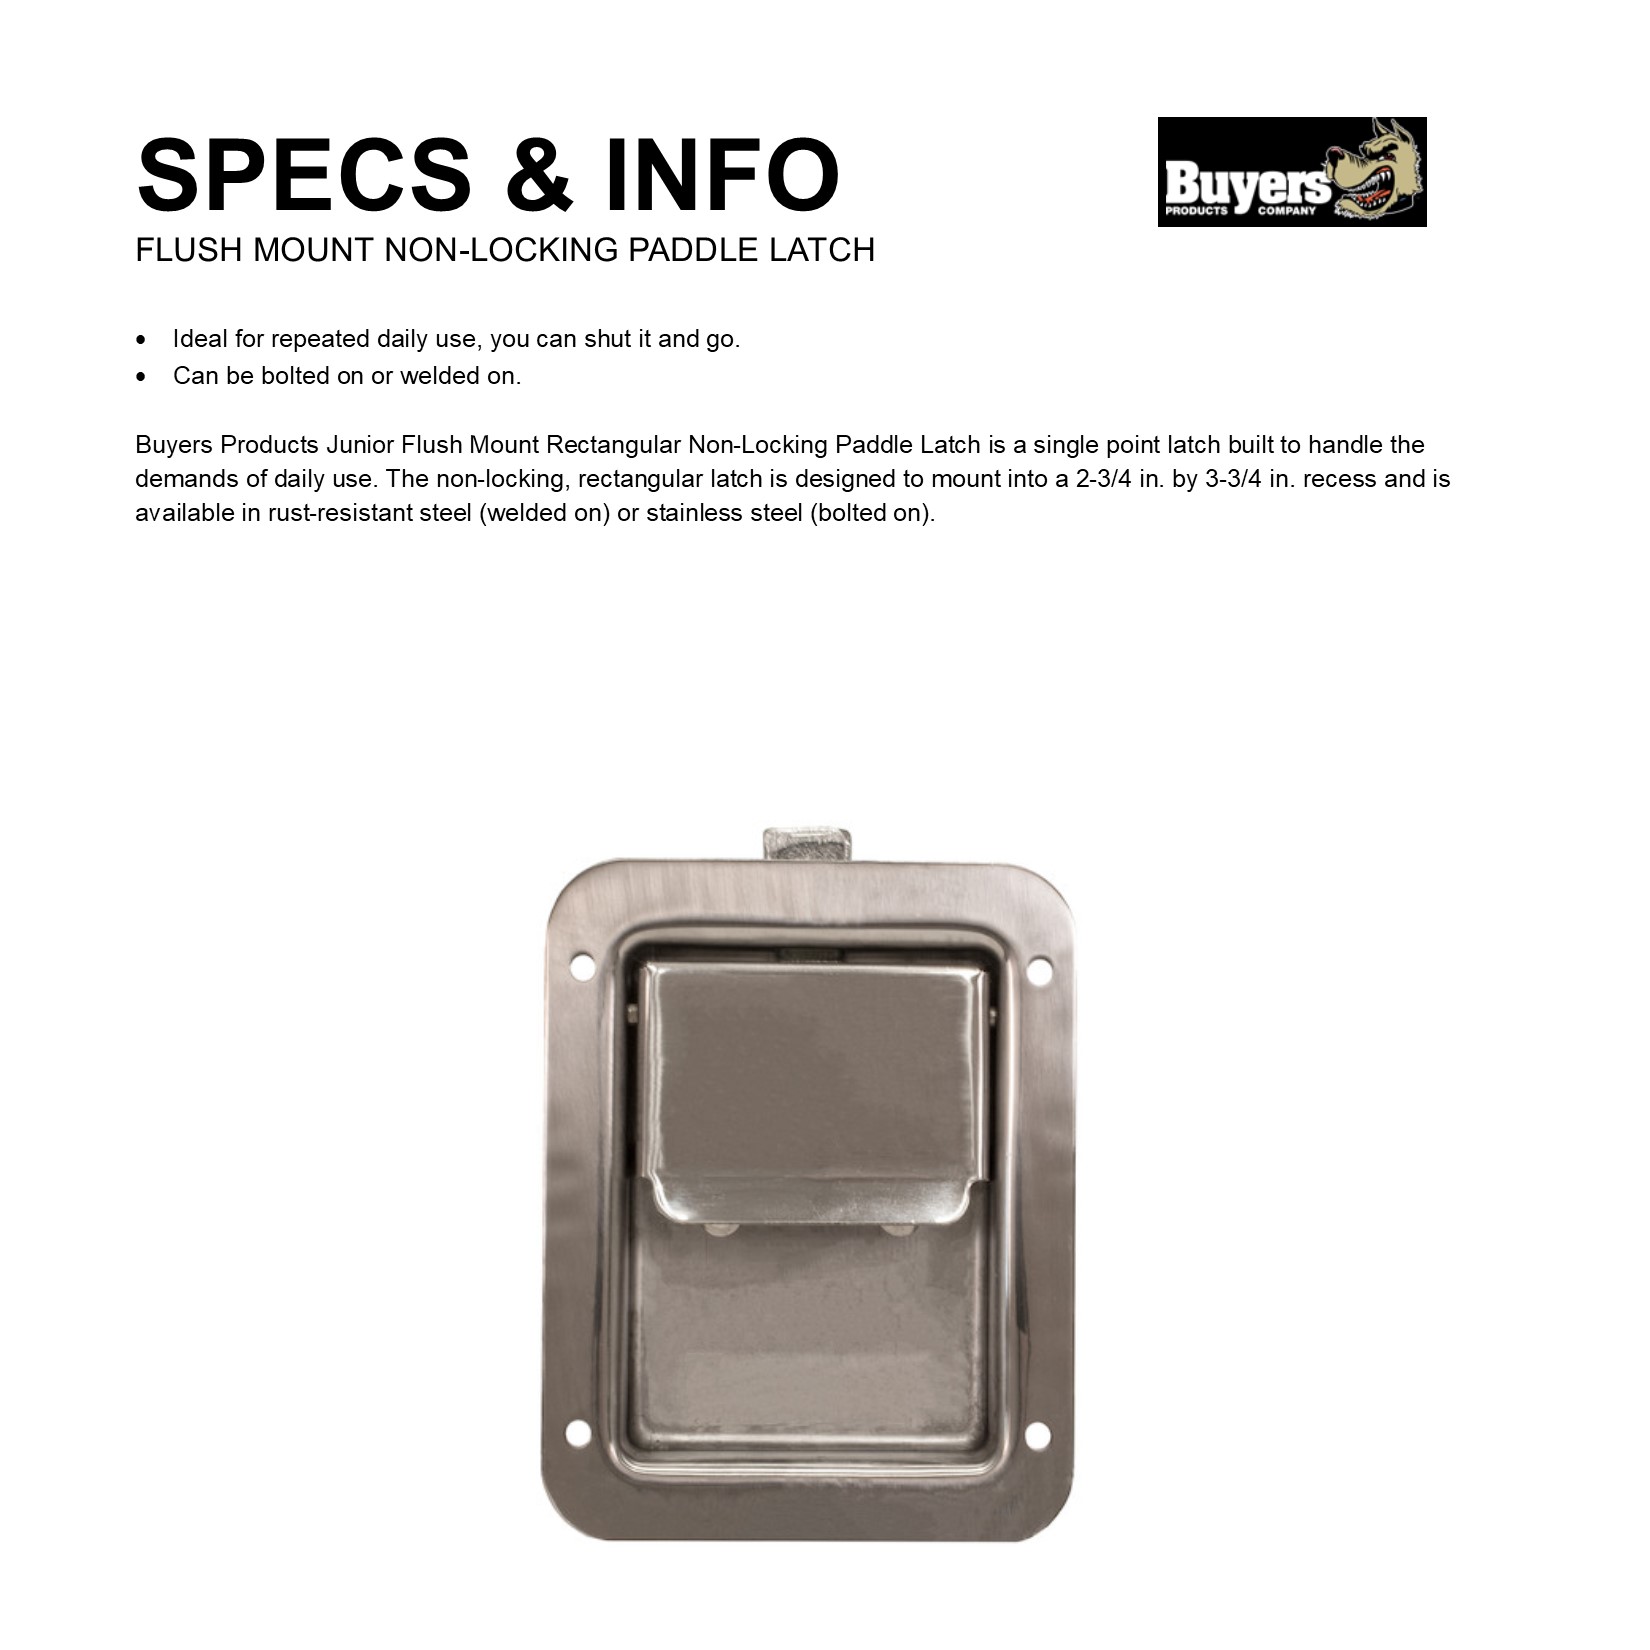 SPECS & INFO
Buyers
PRODUCTS COMPANY
FLUSH MOUNT NON-LOCKING PADDLE LATCH
• Ideal for repeated daily use, you can shut it and go.
• Can be bolted on or welded on.
Buyers Products Junior Flush Mount Rectangular Non-Locking Paddle Latch is a single point latch built to handle the
demands of daily use. The non-locking, rectangular latch is designed to mount into a 2-3/4 in. by 3-3/4 in. recess and is
available in rust-resistant steel (welded on) or stainless steel (bolted on).